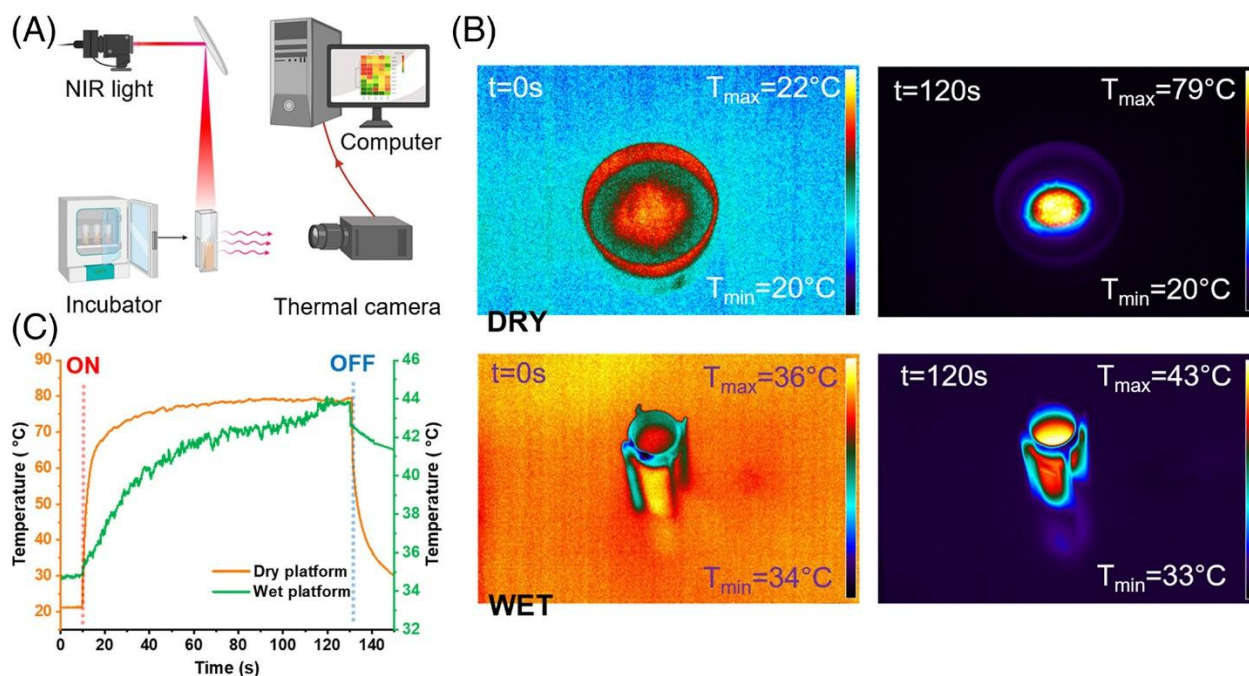 (A)
NIR light
Computer
Incubator
Thermal camera
(B)
t=0s
Tmax=22°C
Tmin=20°C
DRY
t=120s
Tmax=79°C
Tmin=20°C
t=0s
Tmax=36°C
Tmin=34°C
WET
t=120s
Tmax=43°C
Tmin=33°C
(C)
ON
OFF
90
80
70
60
50
40
30
20
Temperature ( °C)
46
44
42
40
38
36
34
32
Temperature ( °C)
Dry platform
Wet platform
0 20 40 60 80 100 120 140
Time (s)